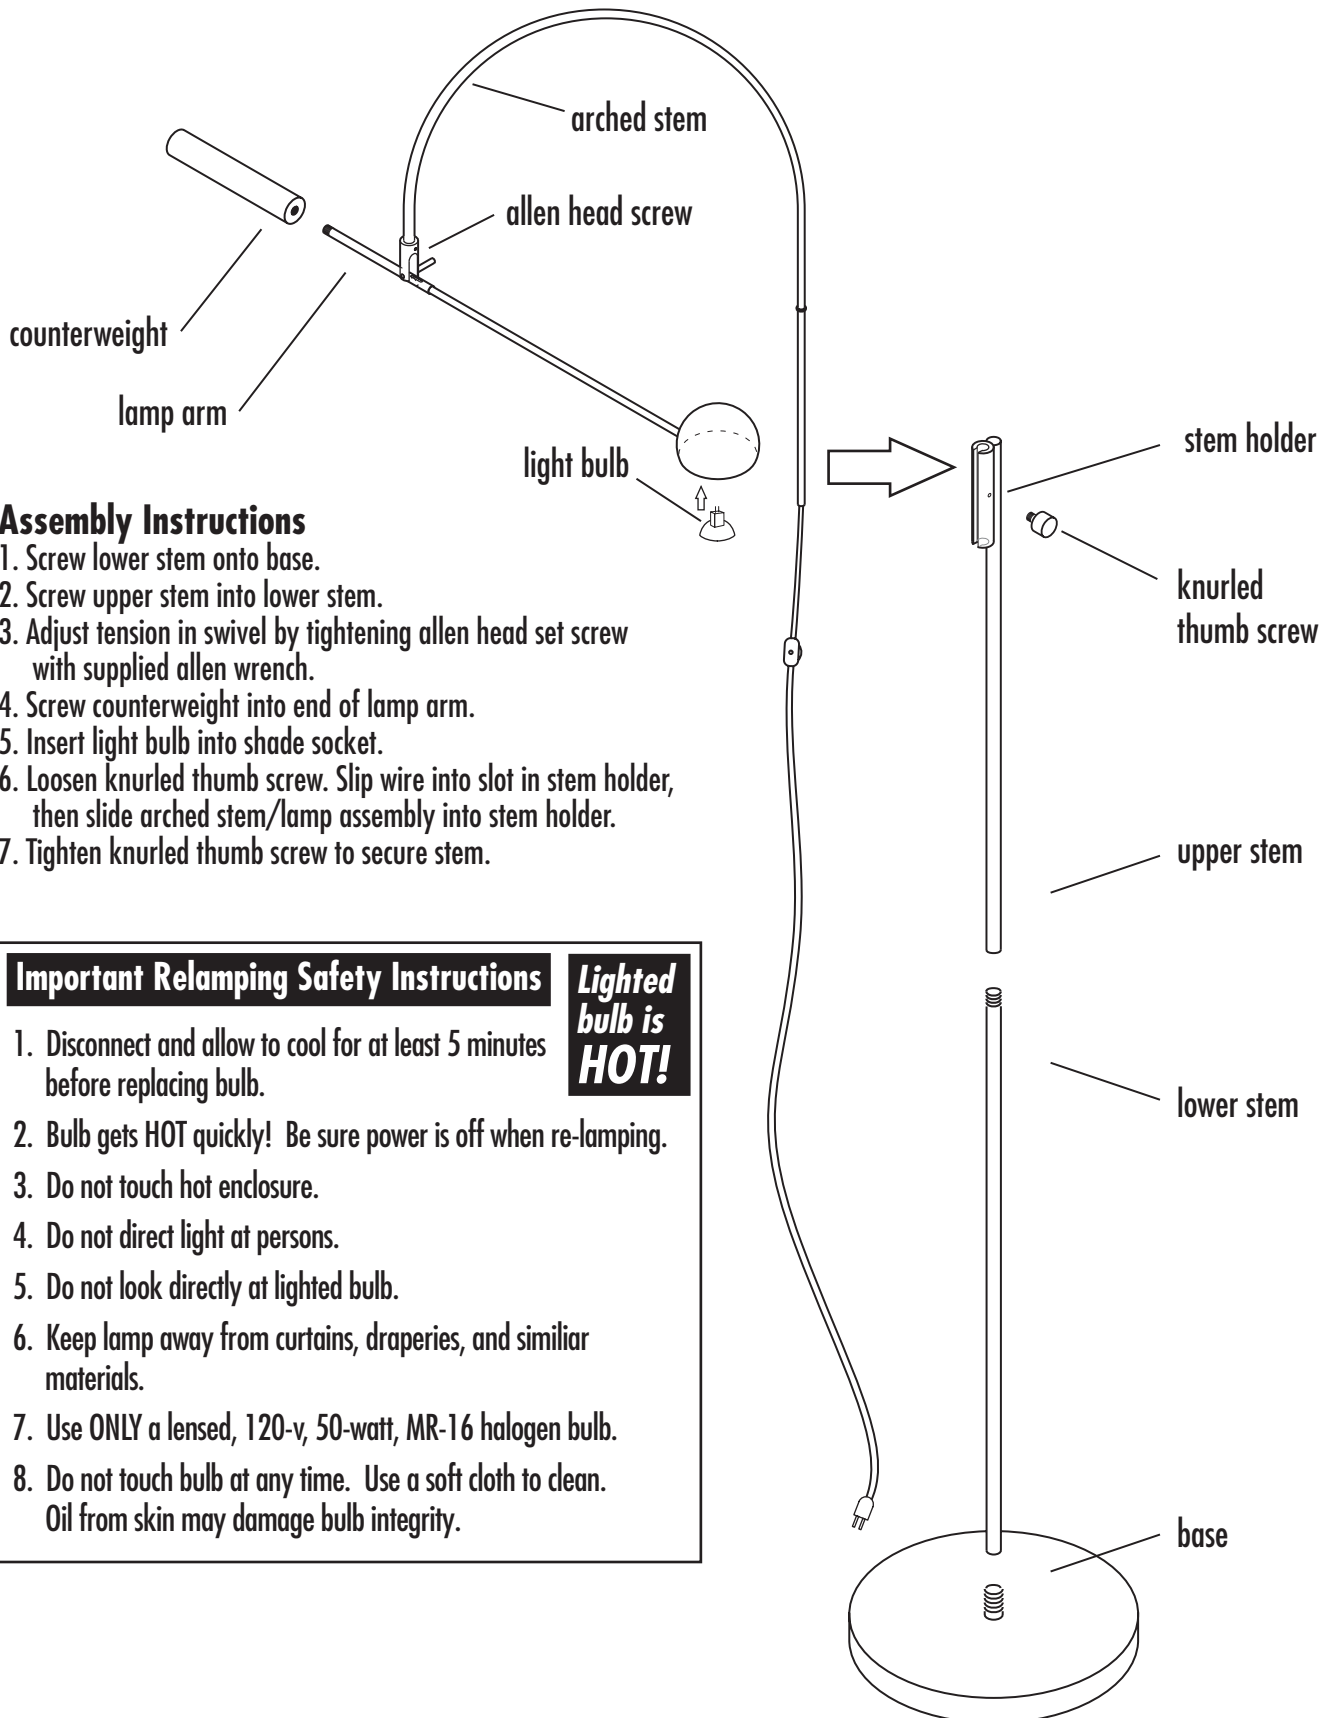 arched stem
allen head screw
counterweight
lamp arm
light bulb
stem holder
knurled
thumb screw
upper stem
lower stem
base
Assembly Instructions
1. Screw lower stem onto base.
2. Screw upper stem into lower stem.
3. Adjust tension in swivel by tightening allen head set screw
with supplied allen wrench.
4. Screw counterweight into end of lamp arm.
5. Insert light bulb into shade socket.
6. Loosen knurled thumb screw. Slip wire into slot in stem holder,
then slide arched stem/lamp assembly into stem holder.
7. Tighten knurled thumb screw to secure stem.
Important Relamping Safety Instructions
Lighted
bulb is
HOT!
1. Disconnect and allow to cool for at least 5 minutes
before replacing bulb.
2. Bulb gets HOT quickly! Be sure power is off when re-lamping.
3. Do not touch hot enclosure.
4. Do not direct light at persons.
5. Do not look directly at lighted bulb.
6. Keep lamp away from curtains, draperies, and similiar
materials.
7. Use ONLY a lensed, 120-v, 50-watt, MR-16 halogen bulb.
8. Do not touch bulb at any time. Use a soft cloth to clean.
Oil from skin may damage bulb integrity.